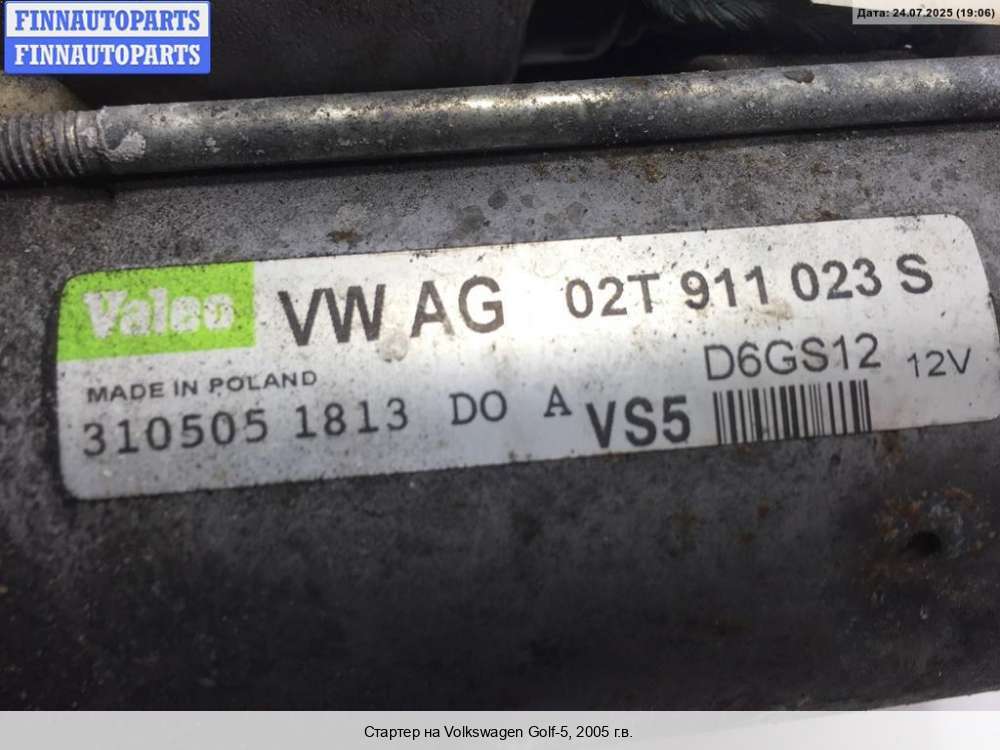 FINNAUTOPARTS
FINNAUTOPARTS
Дата: 24.07.2025 (19:06)
Valeo VW AG 02T 911 023 S
D6GS12 12V
MADE IN POLAND
310505 1813 DO A VS5
Стартер на Volkswagen Golf-5, 2005 г.в.